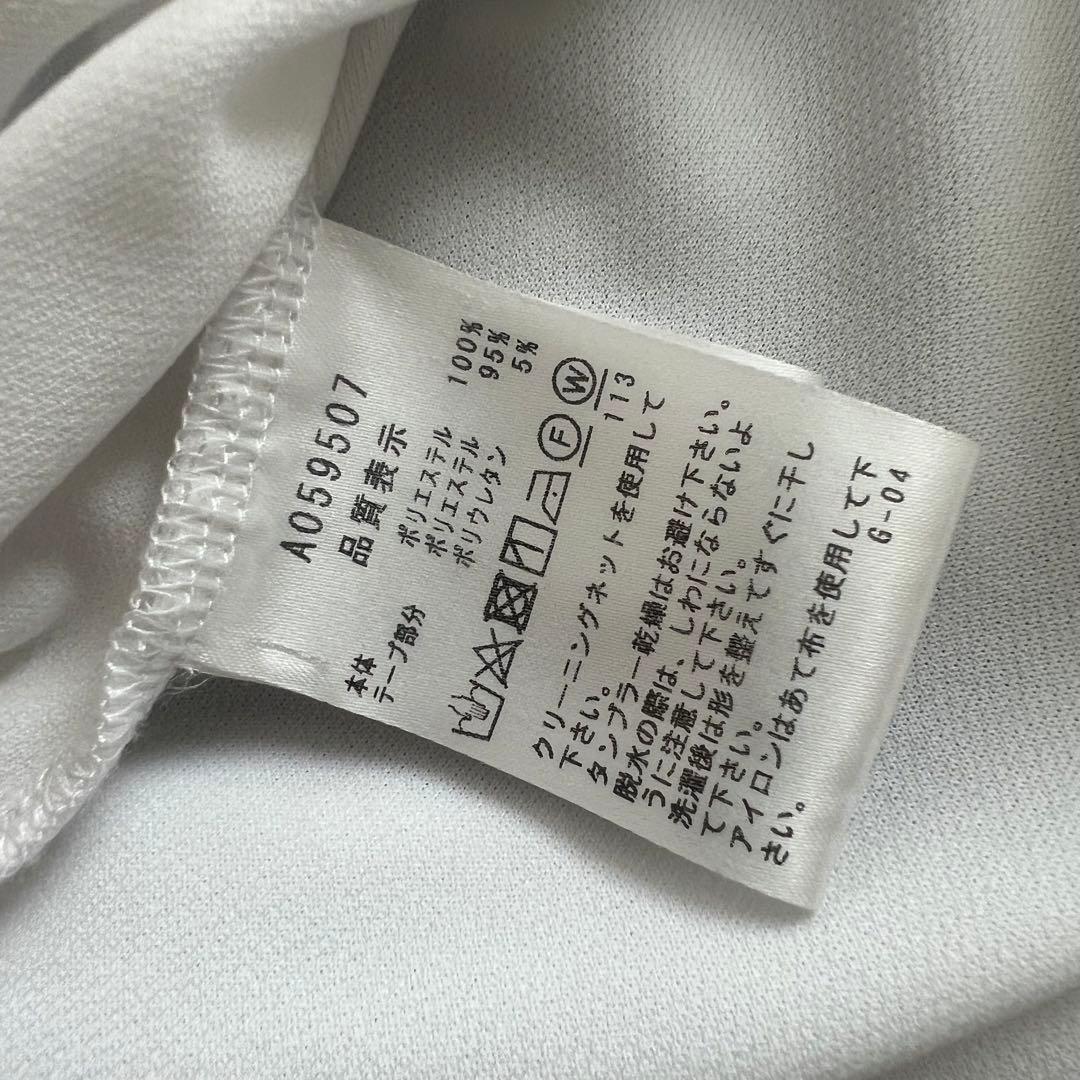 A059507
品質表示
本体 ポリエステル 100%
テープ部分 ポリエステル 95%
ポリウレタン 5%
F W
113
クリーニングネットを使用して
下さい。
タンブラー乾燥はお避け下さい。
脱水の際は、しわにならないよ
うに注意して下さい。
洗濯後は形を整えてすぐに干し
て下さい。
アイロンはあて布を使用して下
さい。
G-04